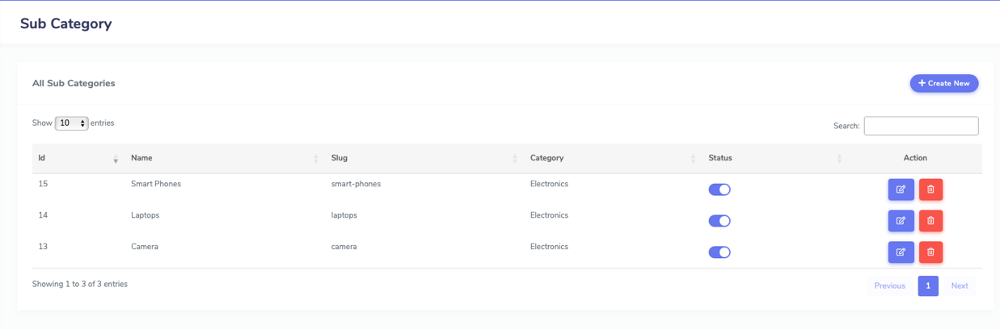 Sub Category
All Sub Categories
Create New
Show 10 entries
Search:
Id Name Slug Category Status Action
15 Smart Phones smart-phones Electronics
14 Laptops laptops Electronics
13 Camera camera Electronics
Showing 1 to 3 of 3 entries
Previous 1 Next